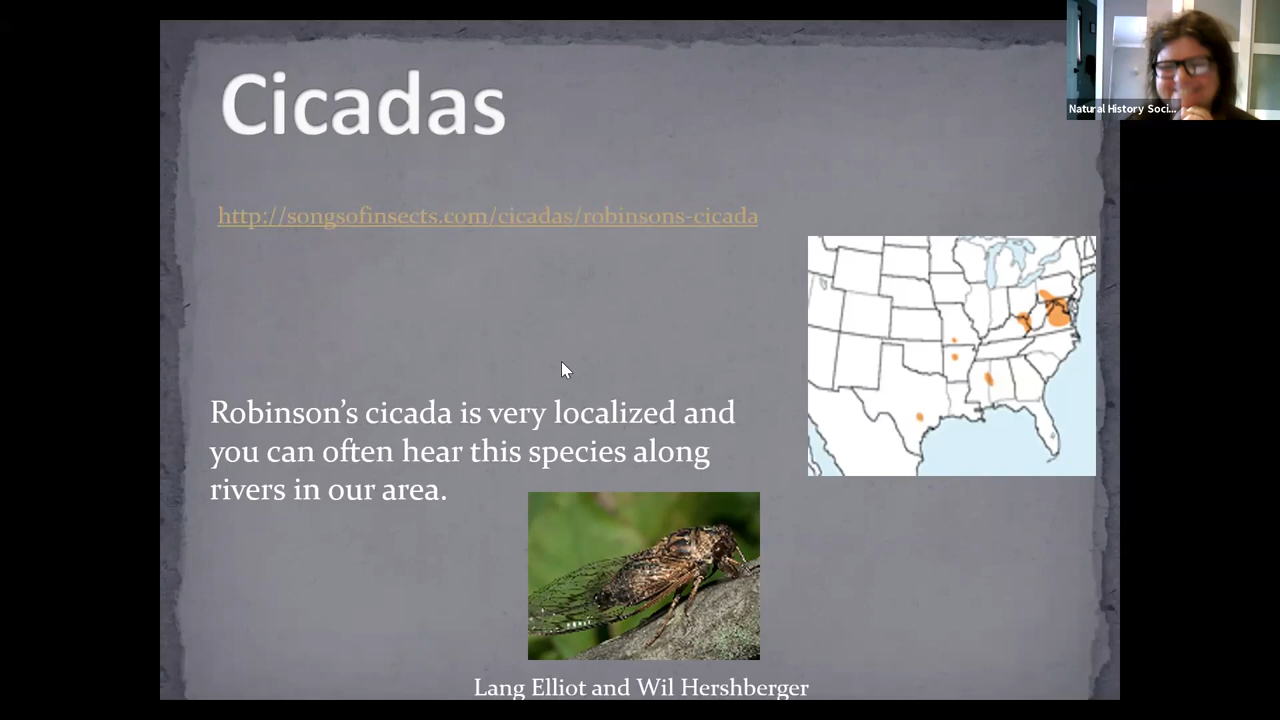 Cicadas
Natural History Soci...
http://songsofinsects.com/cicadas/robinsons-cicada
Robinson's cicada is very localized and
you can often hear this species along
rivers in our area.
Lang Elliot and Wil Hershberger